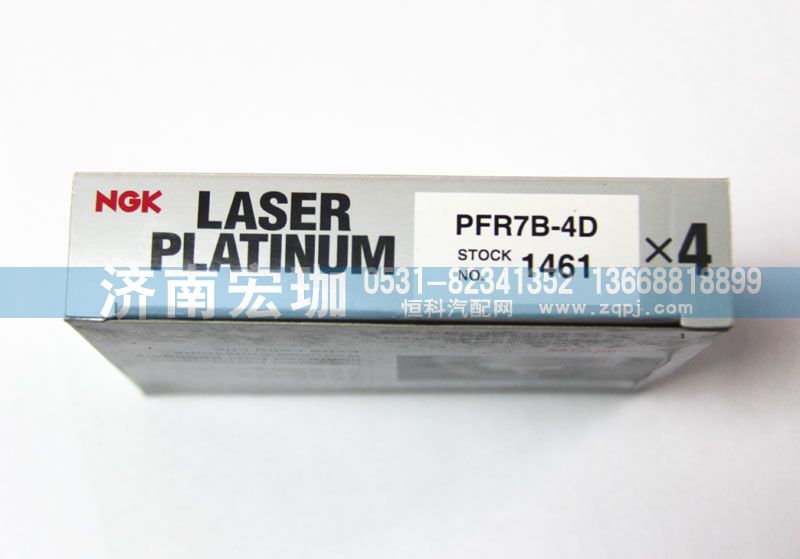 NGK
LASER
PLATINUM
PFR7B-4D
STOCK
NO. 1461
×4
济南宏珈
0531-82341352 13668818899
恒科汽配网 www.zqpj.com